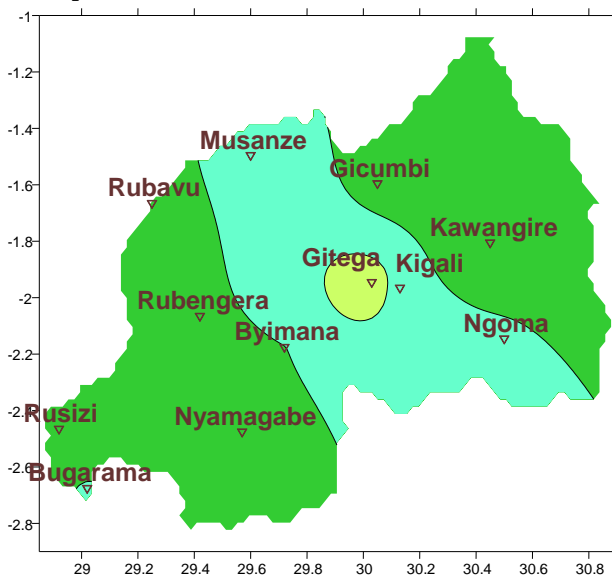 -1
-1.2
-1.4
Musanze
Gicumbi
-1.6
Rubavu
Kawangire
-1.8
Gitega
Kigali
-2
Rubengera
Ngoma
Byimana
-2.2
-2.4
Rusizi
Nyamagabe
Bugarama
-2.6
-2.8
29 29.2 29.4 29.6 29.8 30 30.2 30.4 30.6 30.8